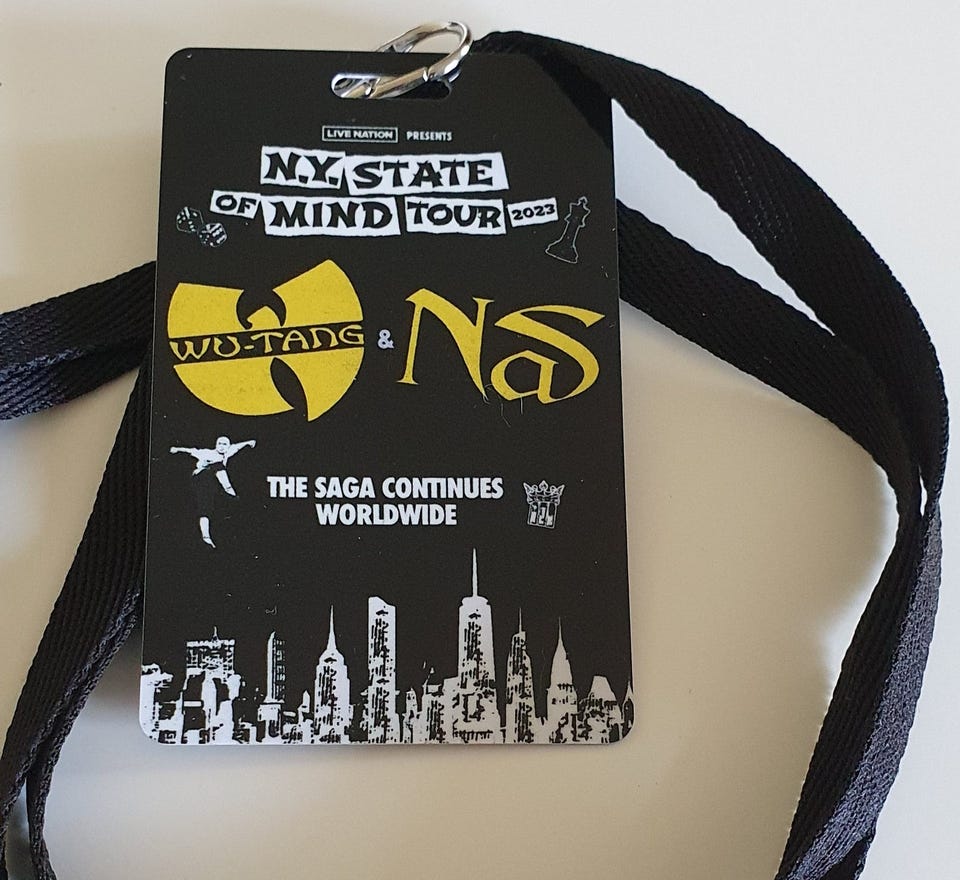 LIVE NATION PRESENTS
N.Y. STATE
OF MIND TOUR 2023
WU-TANG & NaS
THE SAGA CONTINUES
WORLDWIDE